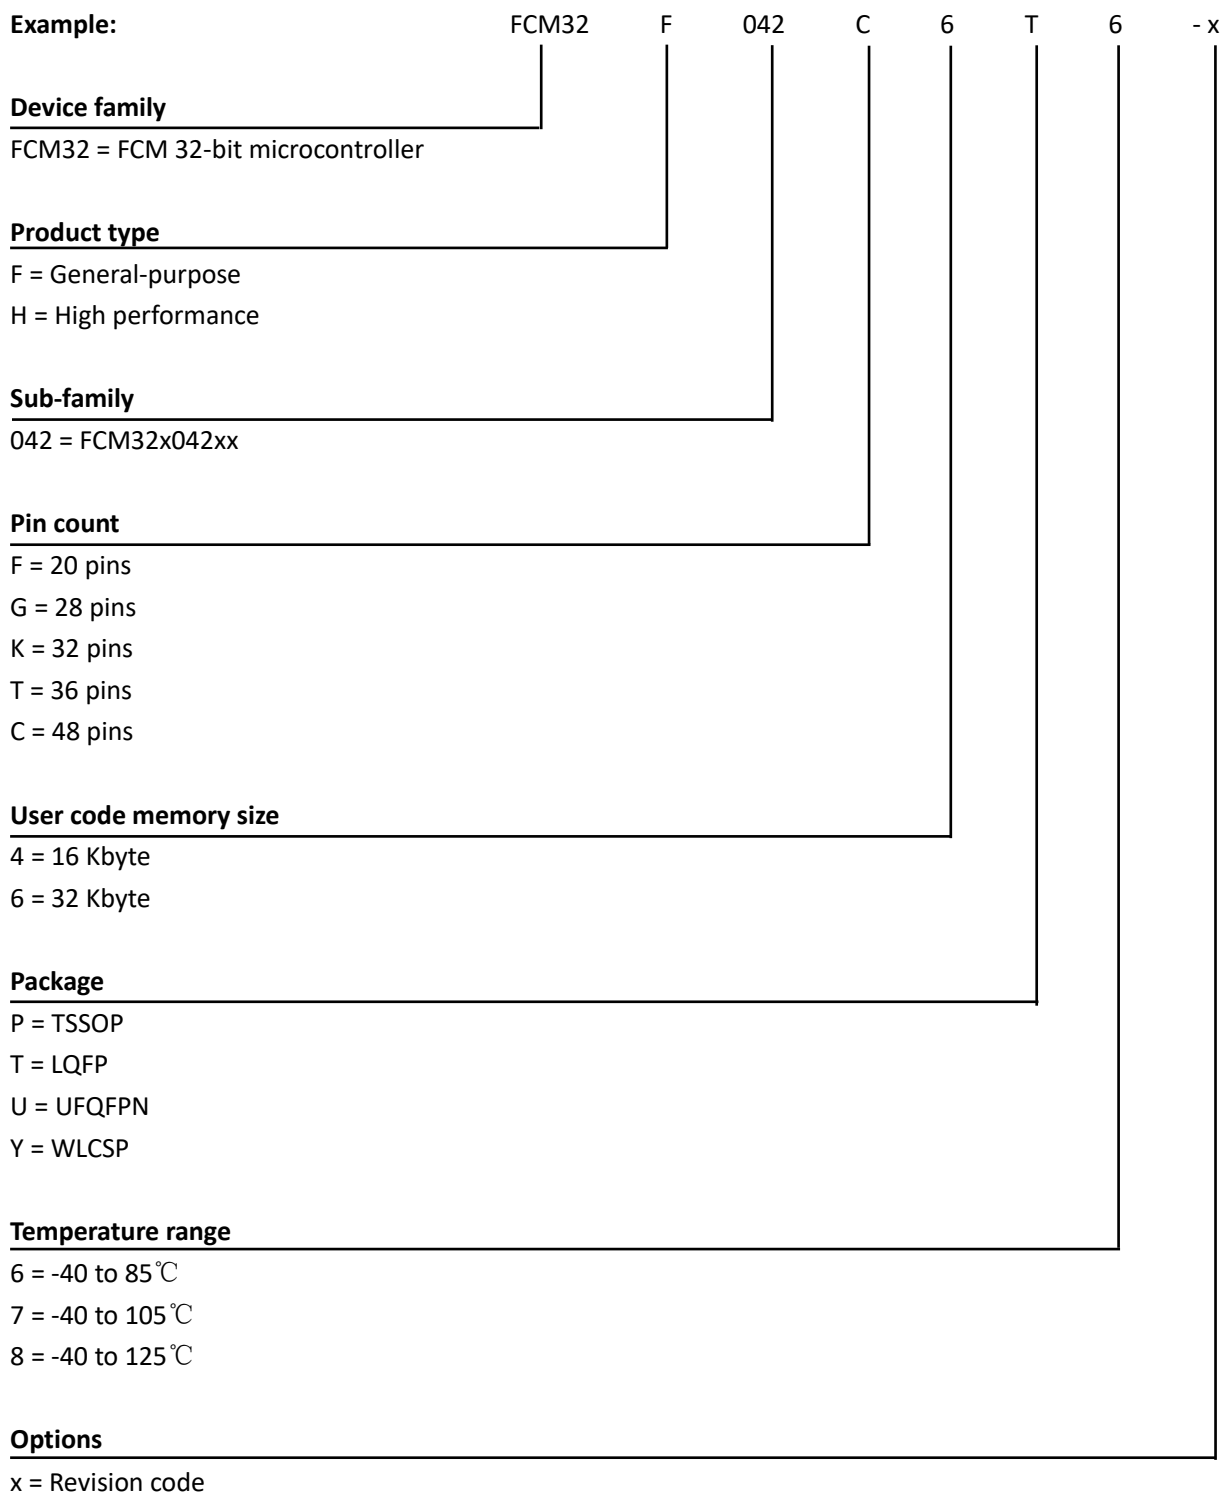 Example: FCM32 F 042 C 6 T 6 - x
Device family
FCM32 = FCM 32-bit microcontroller
Product type
F = General-purpose
H = High performance
Sub-family
042 = FCM32x042xx
Pin count
F = 20 pins
G = 28 pins
K = 32 pins
T = 36 pins
C = 48 pins
User code memory size
4 = 16 Kbyte
6 = 32 Kbyte
Package
P = TSSOP
T = LQFP
U = UFQFPN
Y = WLCSP
Temperature range
6 = -40 to 85℃
7 = -40 to 105℃
8 = -40 to 125℃
Options
x = Revision code